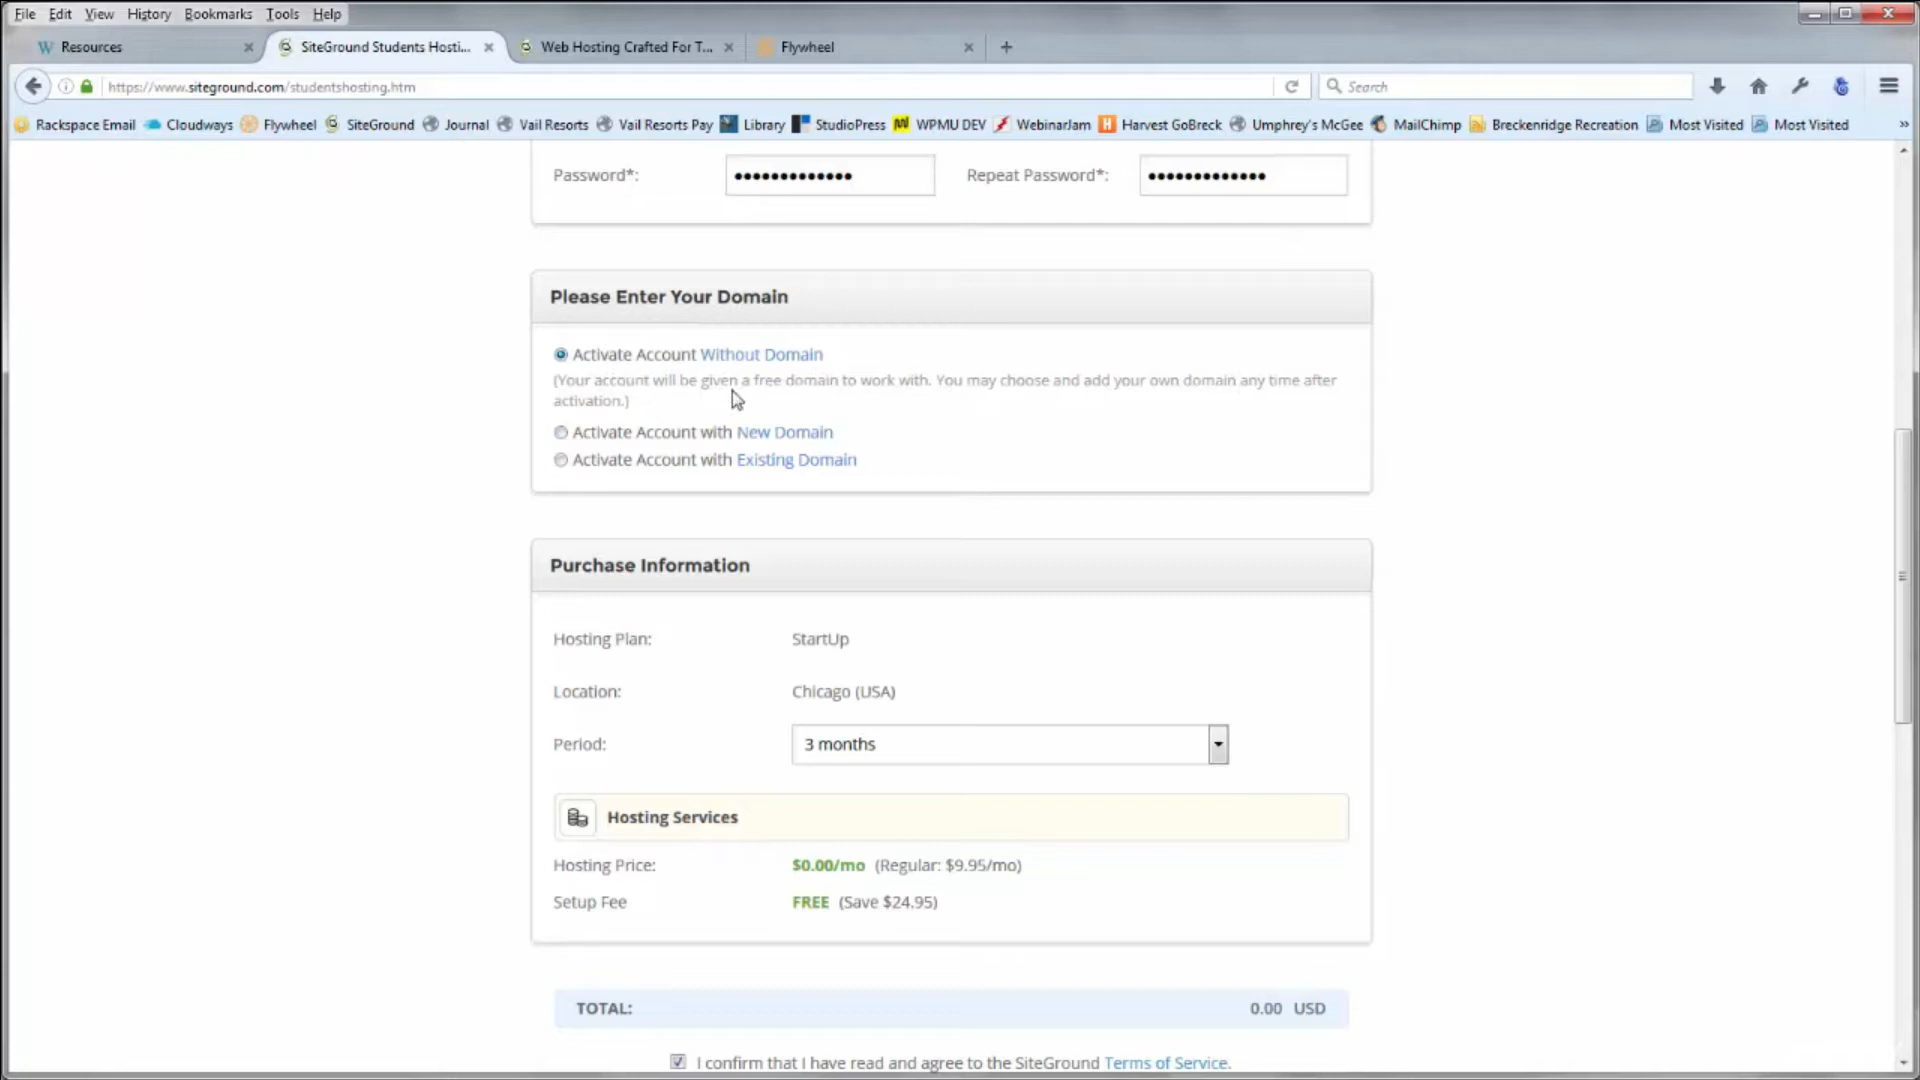 File Edit View History Bookmarks Tools Help
Resources SiteGround Students Hosti... Web Hosting Crafted For T... Flywheel
https://www.siteground.com/studentshosting.htm Search
Rackspace Email Cloudways Flywheel SiteGround Journal Vail Resorts Vail Resorts Pay Library StudioPress WPMU DEV WebinarJam Harvest GoBreck Umphrey's McGee MailChimp Breckenridge Recreation Most Visited Most Visited »
Password*: ●●●●●●●●●●●●● Repeat Password*: ●●●●●●●●●●●●●
Please Enter Your Domain
Activate Account Without Domain
(Your account will be given a free domain to work with. You may choose and add your own domain any time after
activation.)
Activate Account with New Domain
Activate Account with Existing Domain
Purchase Information
Hosting Plan: StartUp
Location: Chicago (USA)
Period: 3 months
Hosting Services
Hosting Price: $0.00/mo (Regular: $9.95/mo)
Setup Fee FREE (Save $24.95)
TOTAL: 0.00 USD
I confirm that I have read and agree to the SiteGround Terms of Service.